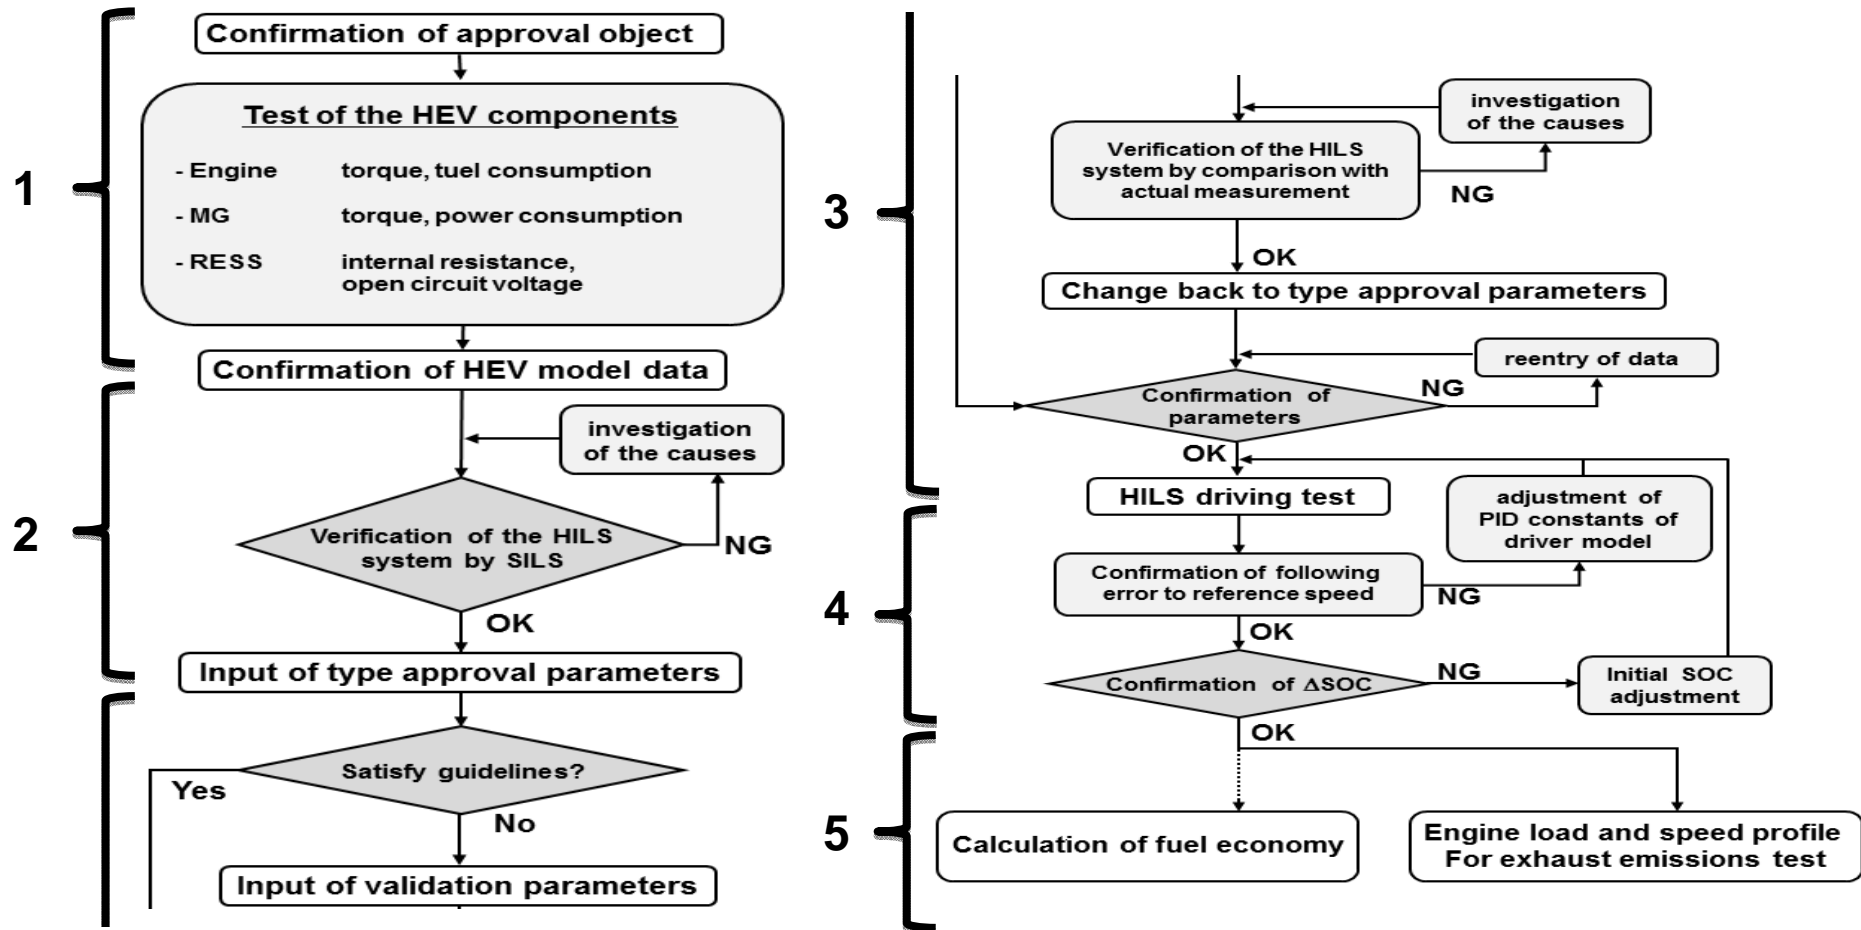 1
Confirmation of approval object
Test of the HEV components
- Engine torque, tuel consumption
- MG torque, power consumption
- RESS internal resistance,
open circuit voltage
Confirmation of HEV model data
2
investigation
of the causes
Verification of the HILS
system by SILS
NG
OK
Input of type approval parameters
Satisfy guidelines?
Yes
No
Input of validation parameters
3
investigation
of the causes
Verification of the HILS
system by comparison with
actual measurement
NG
OK
Change back to type approval parameters
reentry of data
Confirmation of
parameters
NG
OK
HILS driving test
4
adjustment of
PID constants of
driver model
Confirmation of following
error to reference speed
NG
OK
Confirmation of ΔSOC
NG
Initial SOC
adjustment
OK
5
Calculation of fuel economy
Engine load and speed profile
For exhaust emissions test